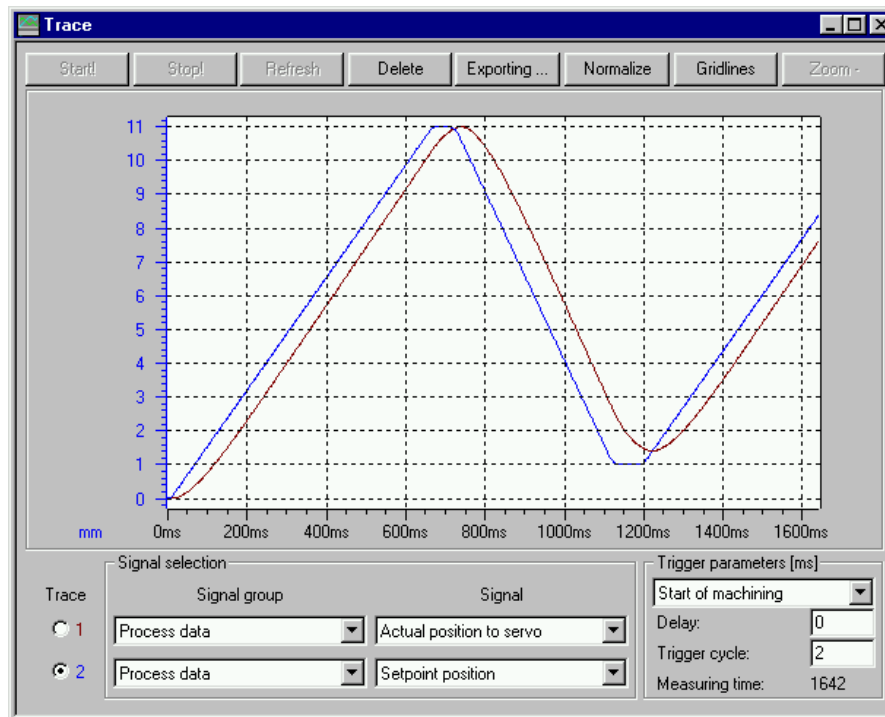 Trace
Start! Stop! Refresh Delete Exporting ... Normalize Gridlines Zoom -
11
10
9
8
7
6
5
4
3
2
1
0
mm 0ms 200ms 400ms 600ms 800ms 1000ms 1200ms 1400ms 1600ms
Signal selection Trigger parameters [ms]
Trace Signal group Signal Start of machining
1 Process data Actual position to servo Delay: 0
Trigger cycle: 2
2 Process data Setpoint position Measuring time: 1642